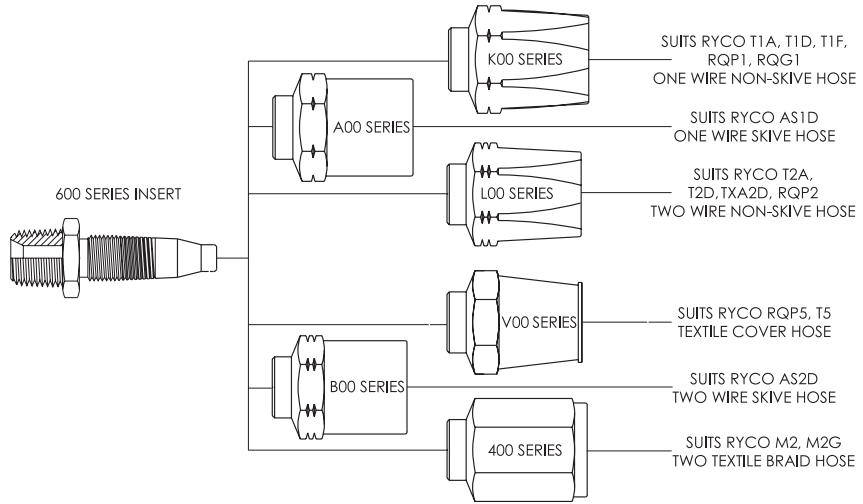 600 SERIES INSERT
K00 SERIES
SUITS RYCO T1A, T1D, T1F,
RQP1, RQG1
ONE WIRE NON-SKIVE HOSE
A00 SERIES
SUITS RYCO AS1D
ONE WIRE SKIVE HOSE
L00 SERIES
SUITS RYCO T2A,
T2D,TXA2D, RQP2
TWO WIRE NON-SKIVE HOSE
V00 SERIES
SUITS RYCO RQP5, T5
TEXTILE COVER HOSE
B00 SERIES
SUITS RYCO AS2D
TWO WIRE SKIVE HOSE
400 SERIES
SUITS RYCO M2, M2G
TWO TEXTILE BRAID HOSE